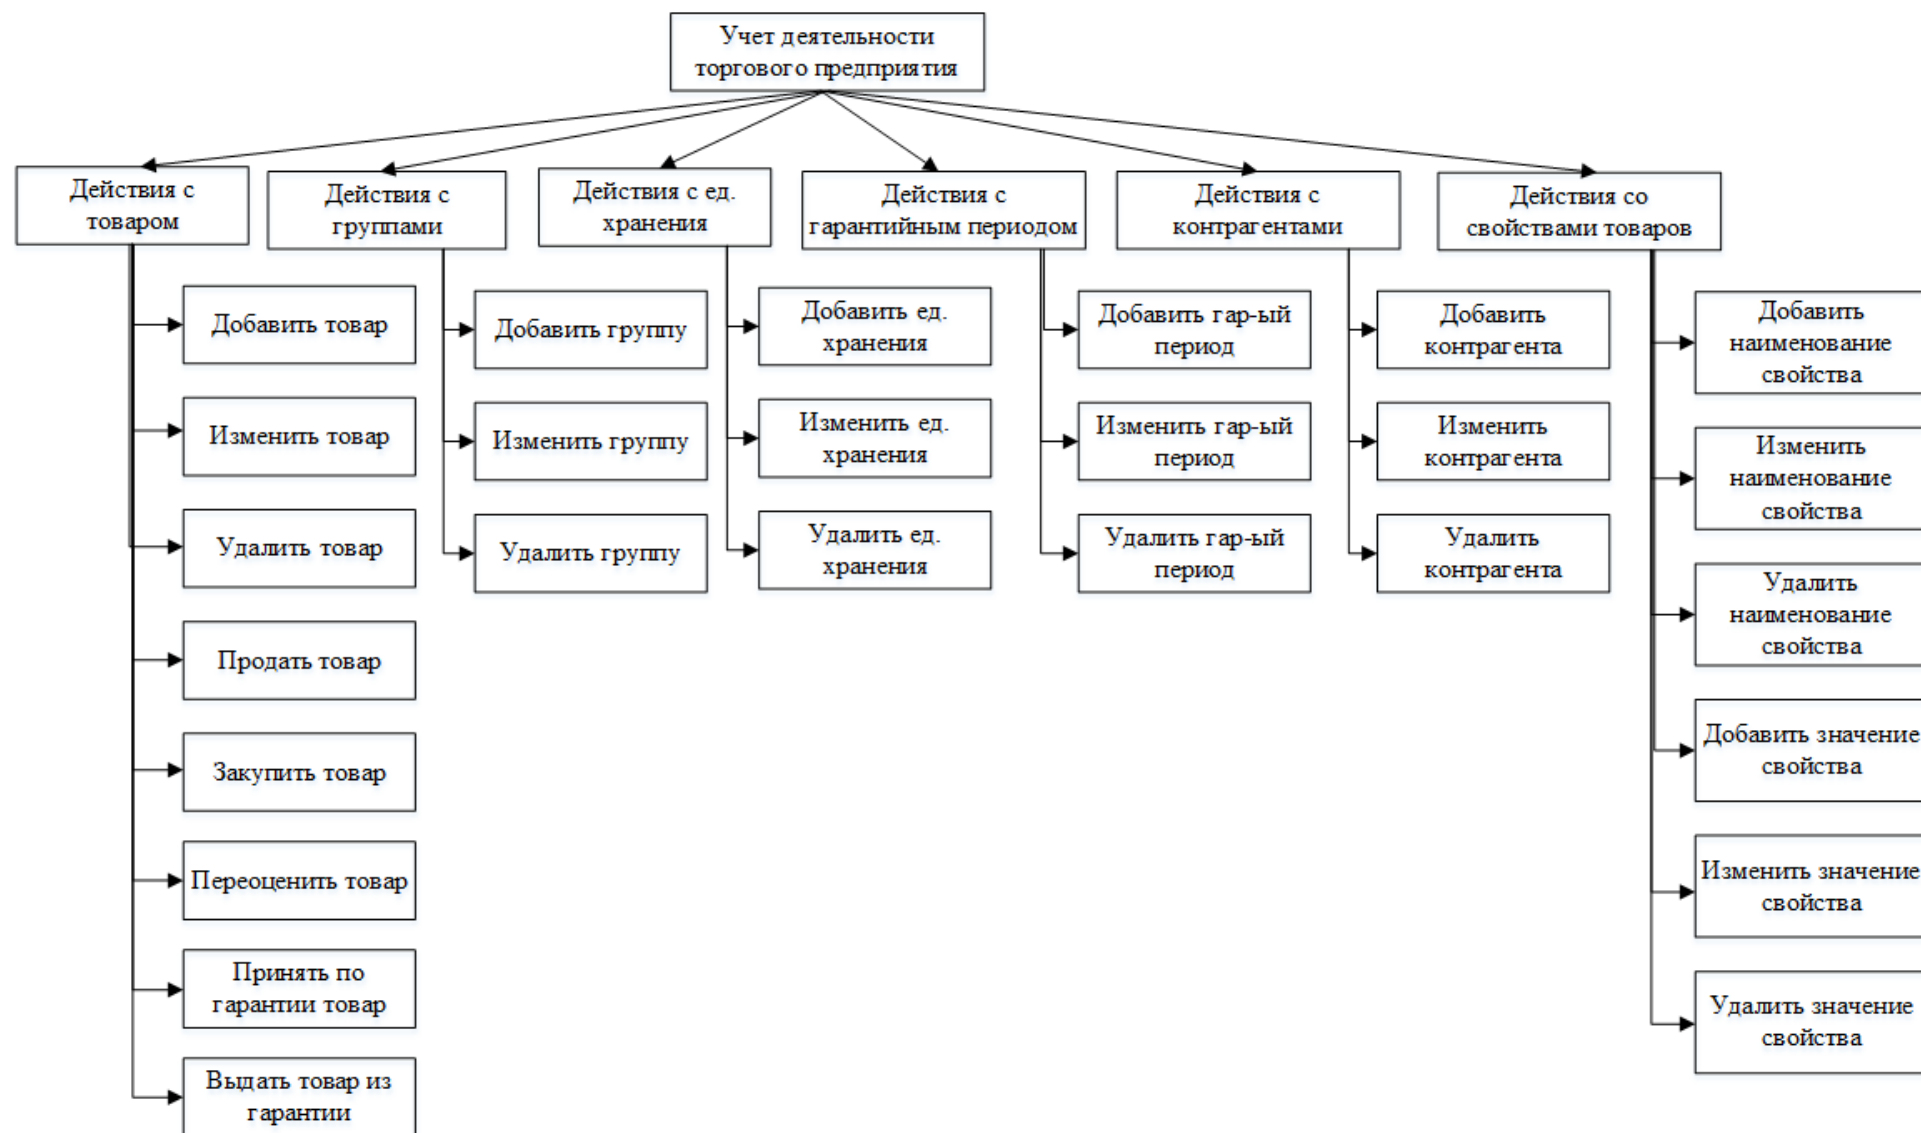 Учет деятельности
торгового предприятия
Действия с
товаром
Действия с
группами
Действия с ед.
хранения
Действия с
гарантийным периодом
Действия с
контрагентами
Действия со
свойствами товаров
Добавить товар
Изменить товар
Удалить товар
Продать товар
Закупить товар
Переоценить товар
Принять по
гарантии товар
Выдать товар из
гарантии
Добавить группу
Изменить группу
Удалить группу
Добавить ед.
хранения
Изменить ед.
хранения
Удалить ед.
хранения
Добавить гар-ый
период
Изменить гар-ый
период
Удалить гар-ый
период
Добавить
контрагента
Изменить
контрагента
Удалить
контрагента
Добавить
наименование
свойства
Изменить
наименование
свойства
Удалить
наименование
свойства
Добавить значение
свойства
Изменить значение
свойства
Удалить значение
свойства